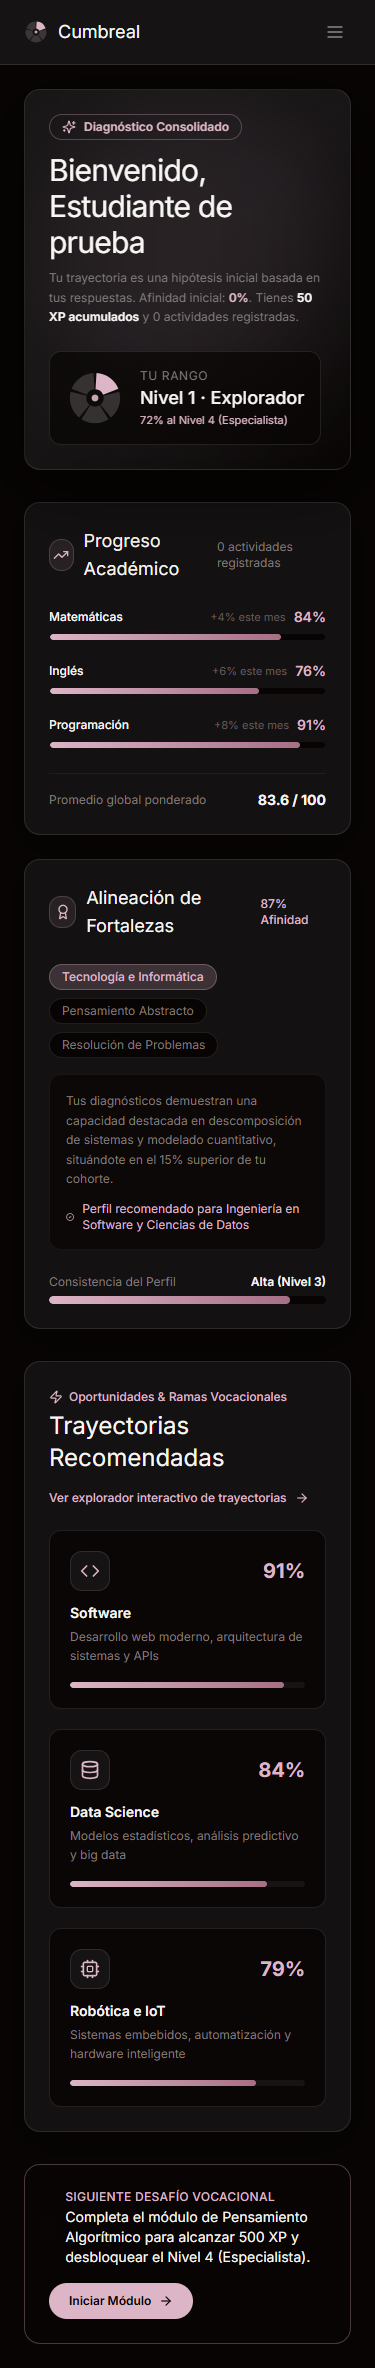 Cumbreal
Diagnóstico Consolidado
Bienvenido,
Estudiante de
prueba
Tu trayectoria es una hipótesis inicial basada en
tus respuestas. Afinidad inicial: 0%. Tienes 50
XP acumulados y 0 actividades registradas.
TU RANGO
Nivel 1 · Explorador
72% al Nivel 4 (Especialista)
Progreso
Académico
0 actividades
registradas
Matemáticas +4% este mes 84%
Inglés +6% este mes 76%
Programación +8% este mes 91%
Promedio global ponderado 83.6 / 100
Alineación de
Fortalezas
87%
Afinidad
Tecnología e Informática
Pensamiento Abstracto
Resolución de Problemas
Tus diagnósticos demuestran una
capacidad destacada en descomposición
de sistemas y modelado cuantitativo,
situándote en el 15% superior de tu
cohorte.
Perfil recomendado para Ingeniería en
Software y Ciencias de Datos
Consistencia del Perfil Alta (Nivel 3)
Oportunidades & Ramas Vocacionales
Trayectorias
Recomendadas
Ver explorador interactivo de trayectorias →
91%
Software
Desarrollo web moderno, arquitectura de
sistemas y APIs
84%
Data Science
Modelos estadísticos, análisis predictivo
y big data
79%
Robótica e IoT
Sistemas embebidos, automatización y
hardware inteligente
SIGUIENTE DESAFÍO VOCACIONAL
Completa el módulo de Pensamiento
Algorítmico para alcanzar 500 XP y
desbloquear el Nivel 4 (Especialista).
Iniciar Módulo →